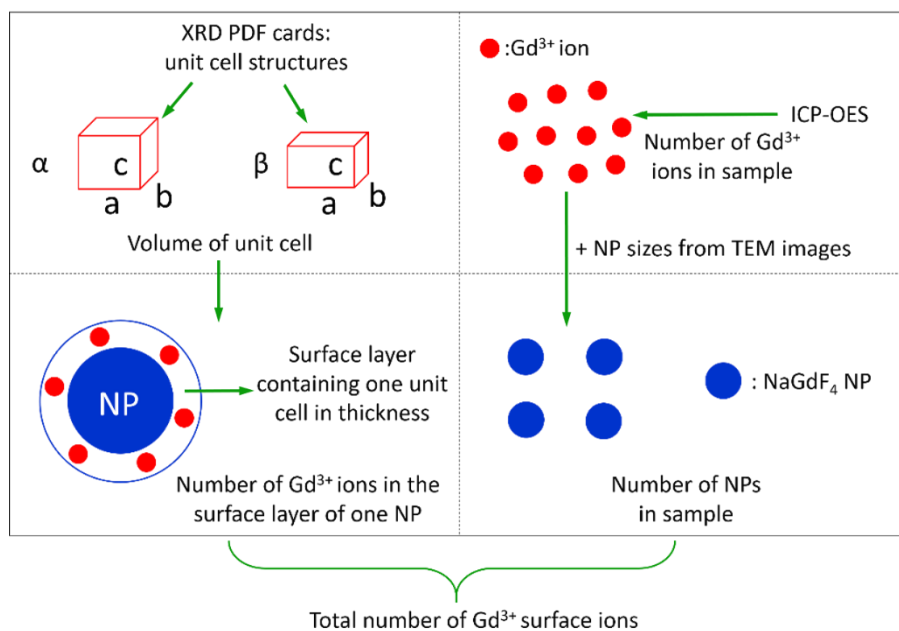 XRD PDF cards:
unit cell structures
α
c
a
b
β
c
a
b
Volume of unit cell
:Gd³⁺ ion
ICP-OES
Number of Gd³⁺
ions in sample
+ NP sizes from TEM images
NP
Surface layer
containing one unit
cell in thickness
Number of Gd³⁺ ions in the
surface layer of one NP
: NaGdF₄ NP
Number of NPs
in sample
Total number of Gd³⁺ surface ions